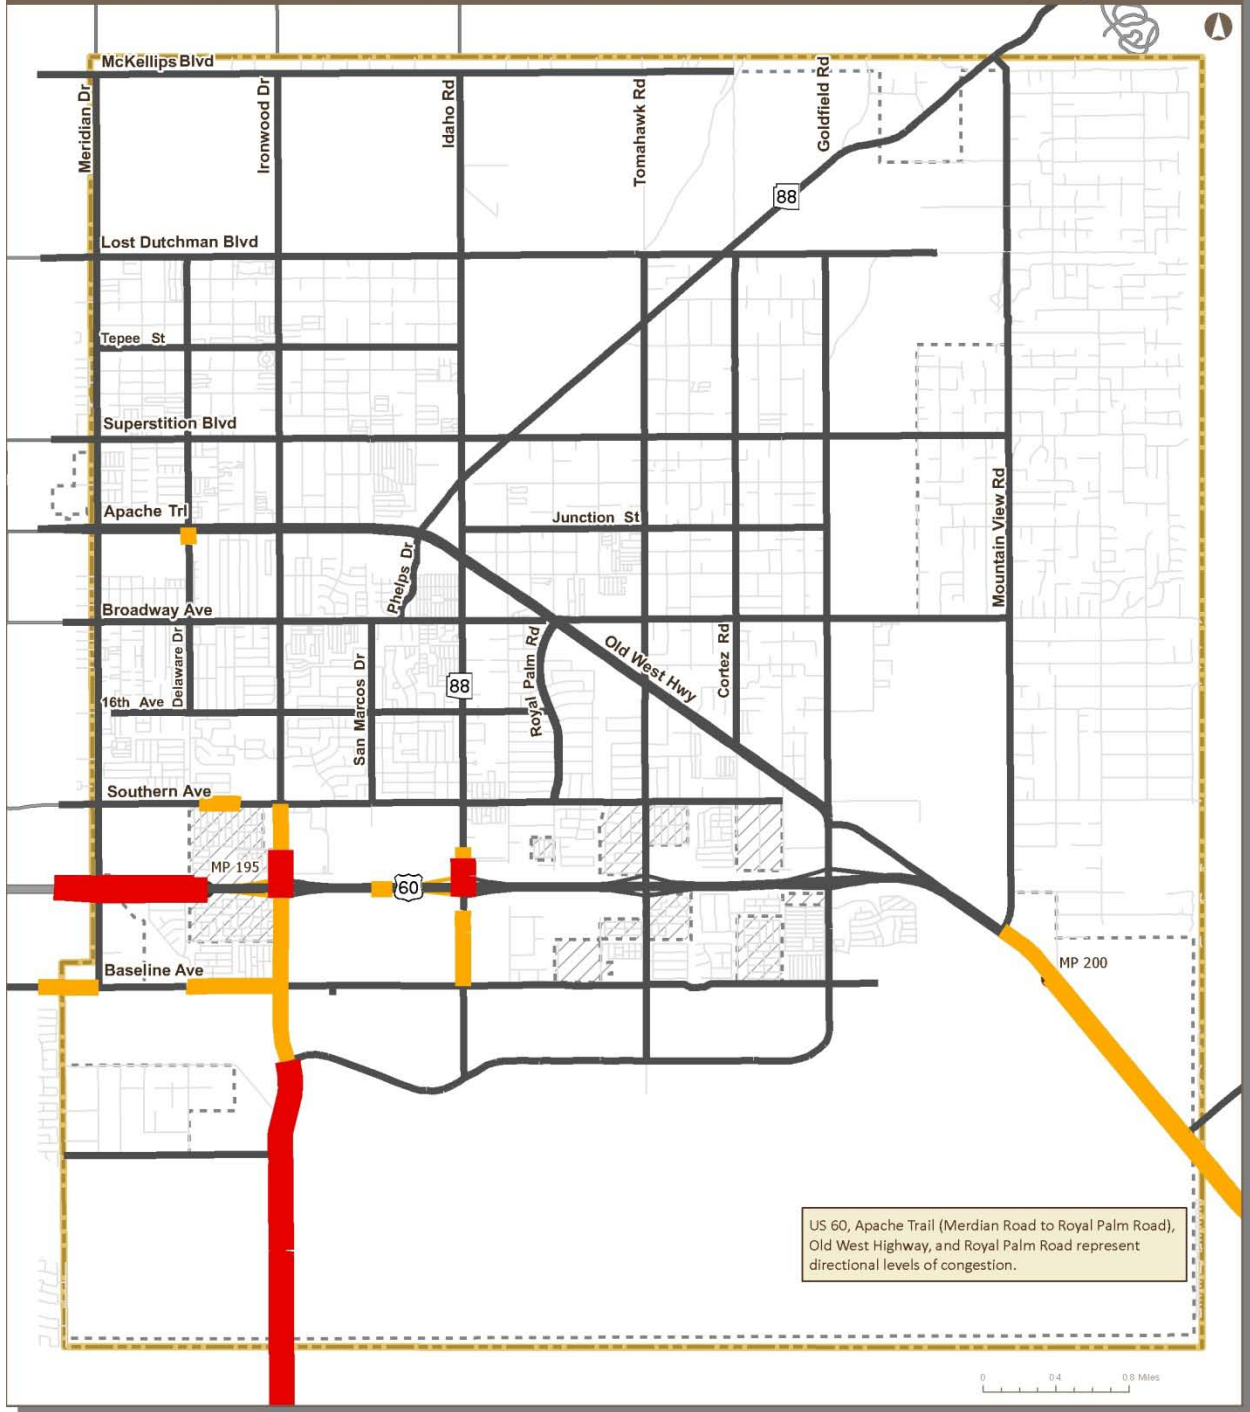 McKellips Blvd
Meridian Dr
Ironwood Dr
Idaho Rd
Tomahawk Rd
Goldfield Rd
88
Lost Dutchman Blvd
Tepee St
Superstition Blvd
Apache Trl
Junction St
Mountain View Rd
Phelps Dr
Broadway Ave
Delaware Dr
San Marcos Dr
88
Royal Palm Rd
Old West Hwy
Cortez Rd
16th Ave
Southern Ave
MP 195
60
Baseline Ave
MP 200
US 60, Apache Trail (Merdian Road to Royal Palm Road),
Old West Highway, and Royal Palm Road represent
directional levels of congestion.
0 0.4 0.8 Miles